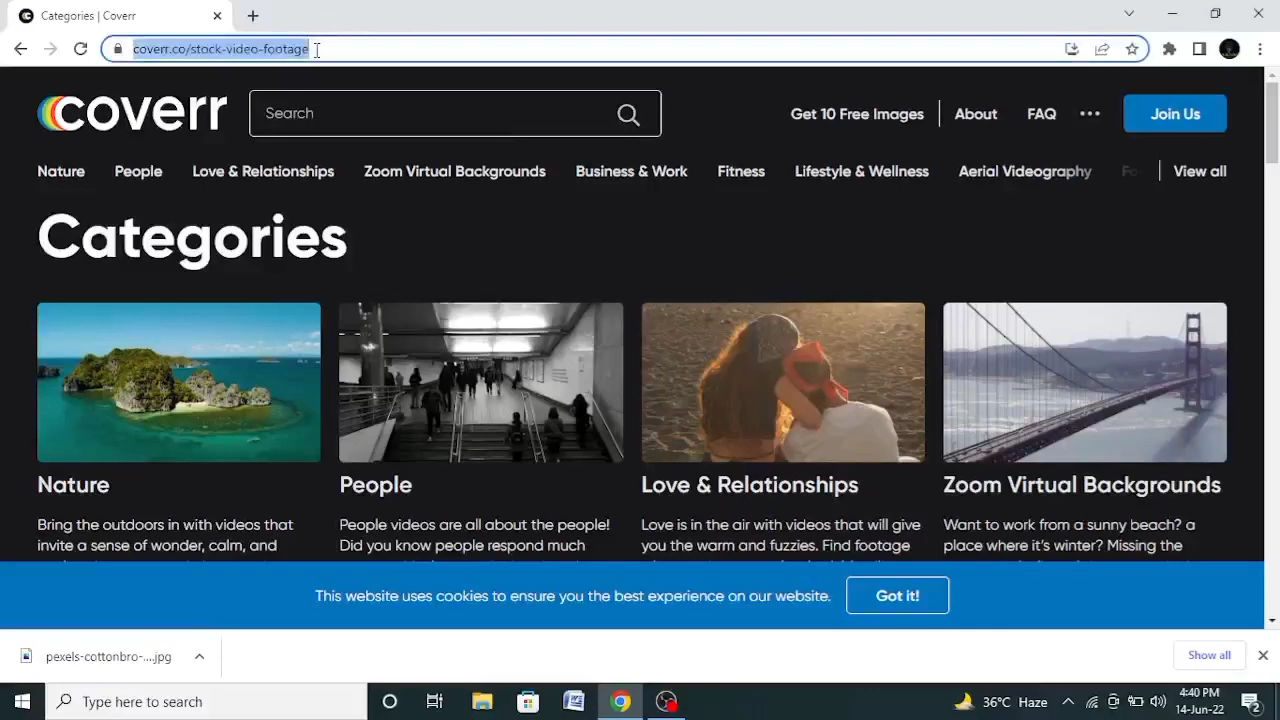 Categories | Coverr
coverr.co/stock-video-footage
coverr
Search
Get 10 Free Images
About
FAQ
Join Us
Nature
People
Love & Relationships
Zoom Virtual Backgrounds
Business & Work
Fitness
Lifestyle & Wellness
Aerial Videography
View all
Categories
Nature
People
Love & Relationships
Zoom Virtual Backgrounds
Bring the outdoors in with videos that
invite a sense of wonder, calm, and
People videos are all about the people!
Did you know people respond much
Love is in the air with videos that will give
you the warm and fuzzies. Find footage
Want to work from a sunny beach? a
place where it's winter? Missing the
This website uses cookies to ensure you the best experience on our website.
Got it!
pexels-cottonbro-....jpg
Show all
Type here to search
36°C Haze
4:40 PM
14-Jun-22
2